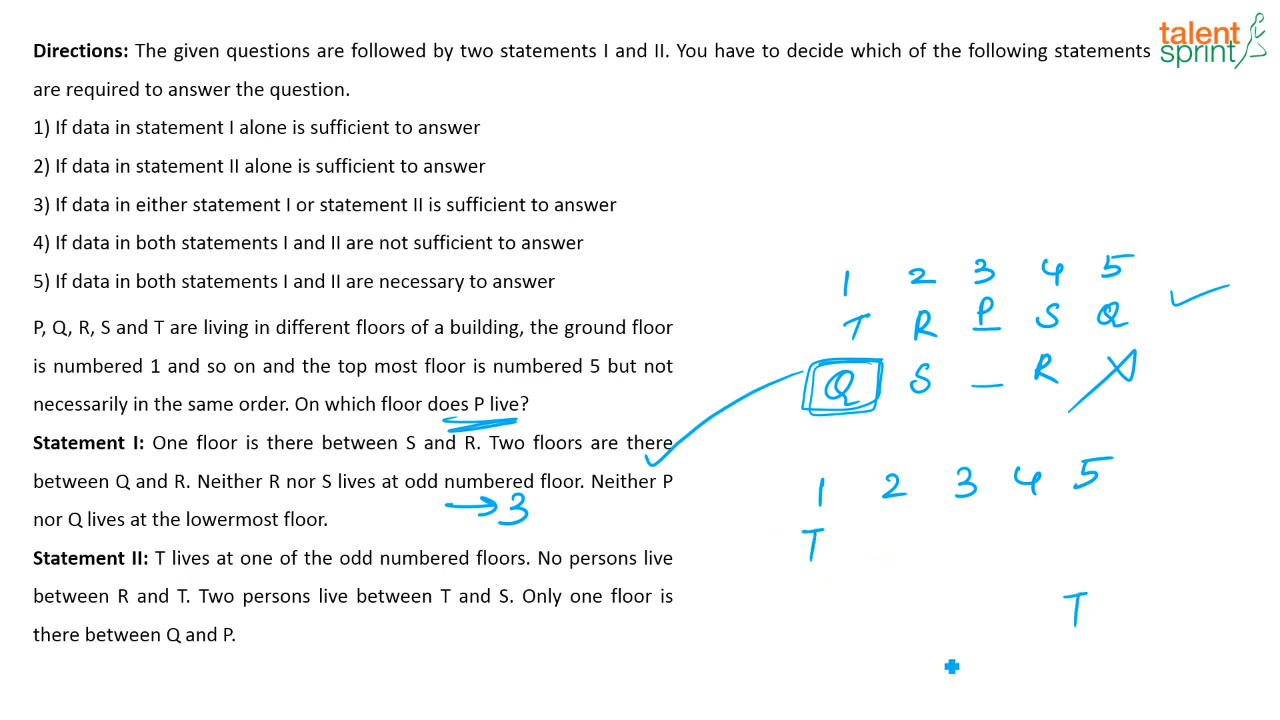 talent
sprint
Directions: The given questions are followed by two statements I and II. You have to decide which of the following statements
are required to answer the question.
1) If data in statement I alone is sufficient to answer
2) If data in statement II alone is sufficient to answer
3) If data in either statement I or statement II is sufficient to answer
4) If data in both statements I and II are not sufficient to answer
5) If data in both statements I and II are necessary to answer
P, Q, R, S and T are living in different floors of a building, the ground floor
is numbered 1 and so on and the top most floor is numbered 5 but not
necessarily in the same order. On which floor does P live?
Statement I: One floor is there between S and R. Two floors are there
between Q and R. Neither R nor S lives at odd numbered floor. Neither P
nor Q lives at the lowermost floor.
→3
Statement II: T lives at one of the odd numbered floors. No persons live
between R and T. Two persons live between T and S. Only one floor is
there between Q and P.
1 2 3 4 5
T R P S Q
Q S _ R
1 2 3 4 5
T
T